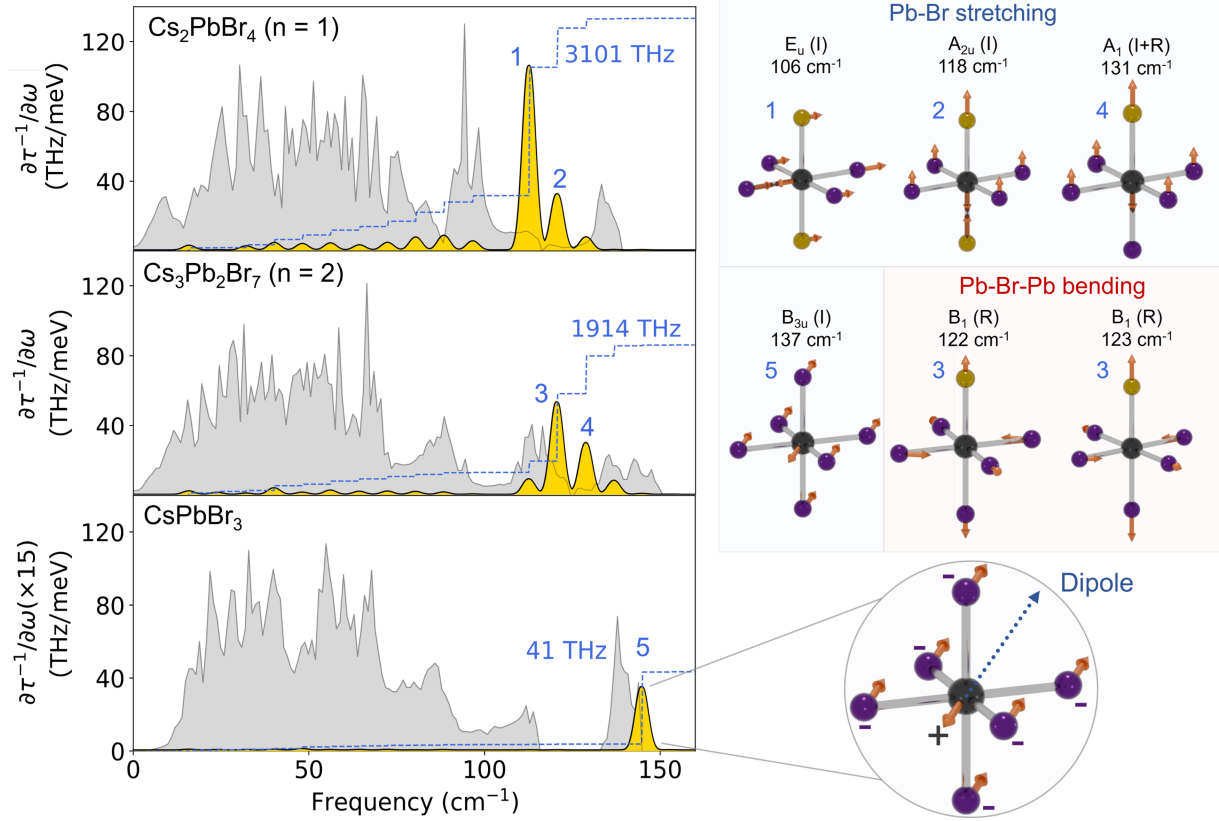 Cs₂PbBr₄ (n = 1)
120
80
40
∂τ⁻¹/∂ω
(THz/meV)
1
2
3101 THz
Cs₃Pb₂Br₇ (n = 2)
120
80
40
∂τ⁻¹/∂ω
(THz/meV)
1914 THz
3
4
CsPbBr₃
120
80
40
0
∂τ⁻¹/∂ω(×15)
(THz/meV)
41 THz
5
0 50 100 150
Frequency (cm⁻¹)
Pb-Br stretching
Eᵤ (I)
106 cm⁻¹
1
A₂ᵤ (I)
118 cm⁻¹
2
A₁ (I+R)
131 cm⁻¹
4
B₃ᵤ (I)
137 cm⁻¹
5
Pb-Br-Pb bending
B₁ (R)
122 cm⁻¹
3
B₁ (R)
123 cm⁻¹
3
Dipole
-
-
-
-
-
-
+